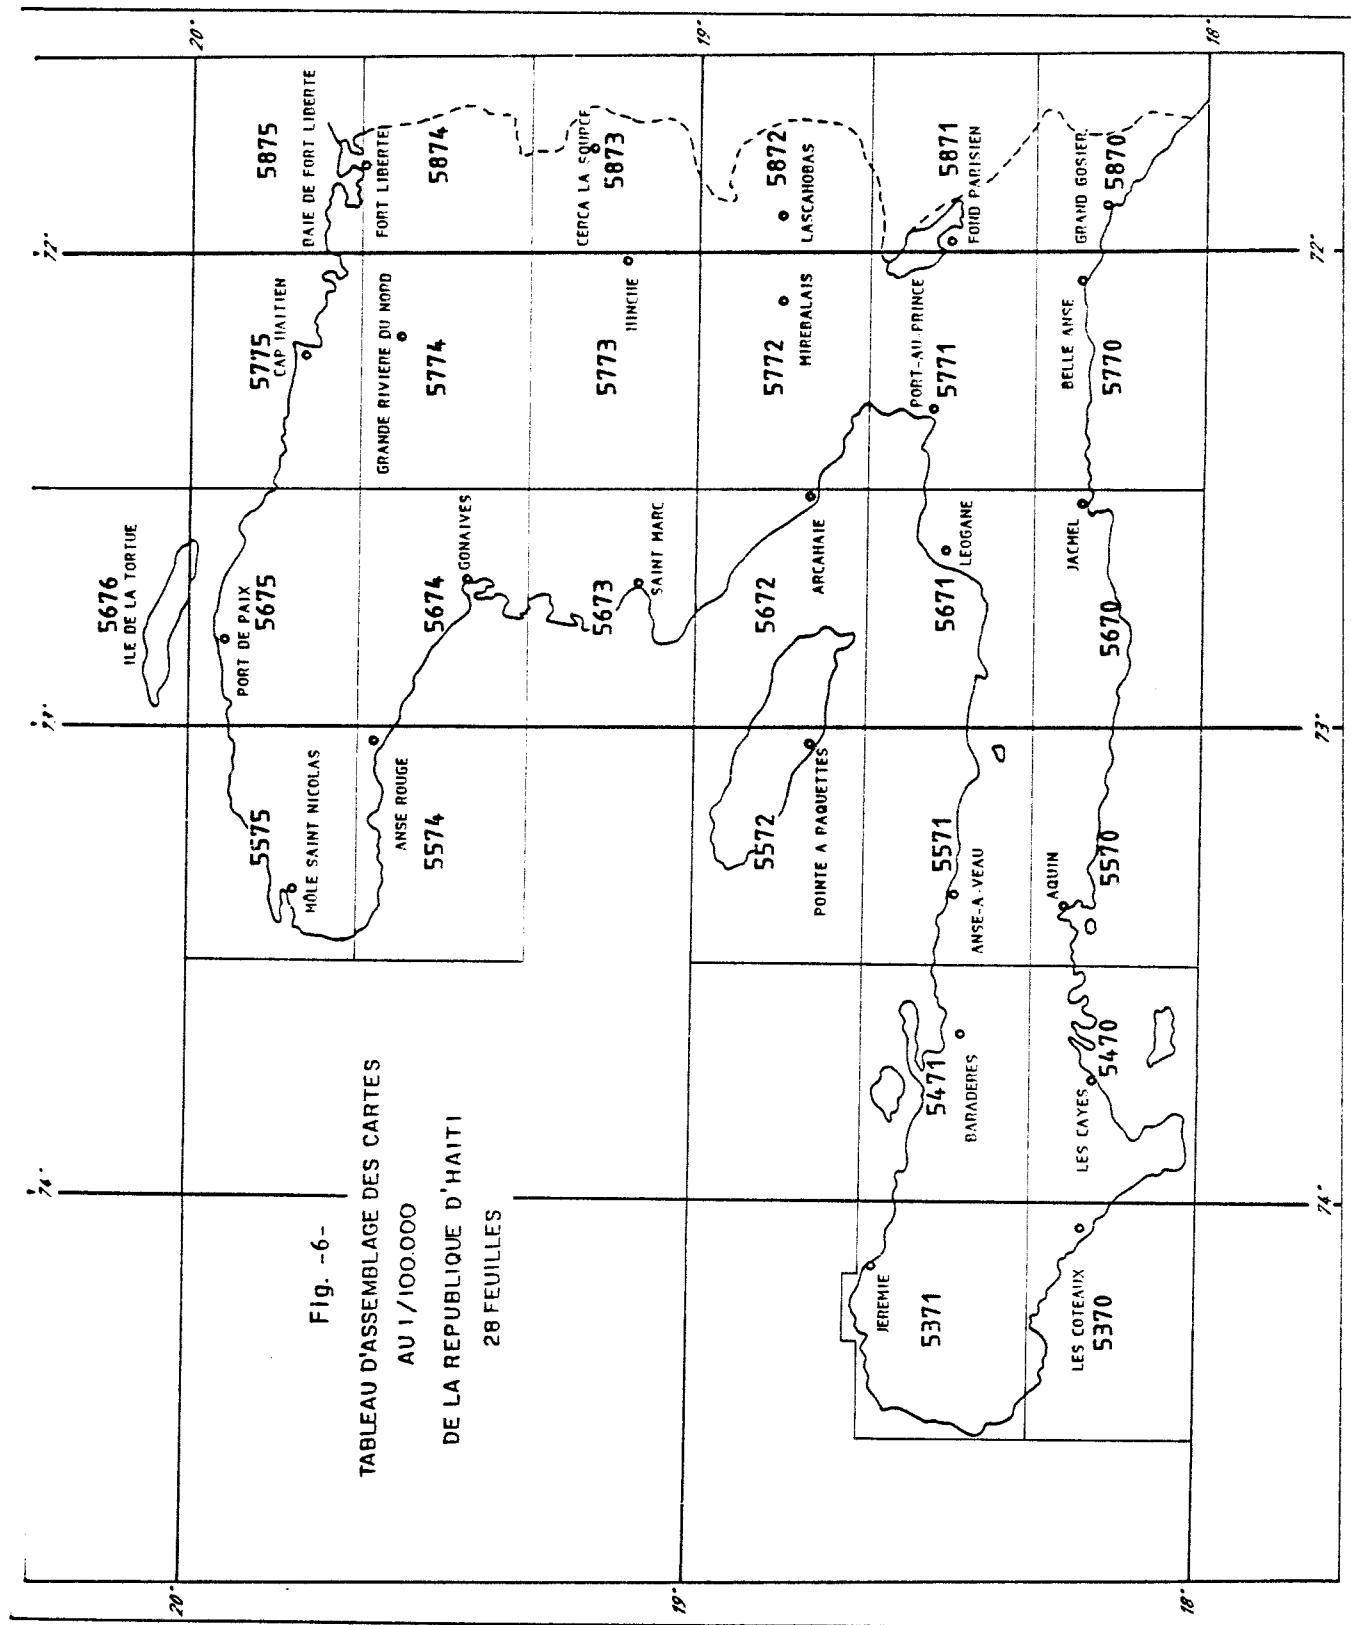 Fig. -6-
TABLEAU D'ASSEMBLAGE DES CARTES
AU 1/100.000
DE LA REPUBLIQUE D'HAITI
28 FEUILLES
74°
72°
20°
20°
19°
19°
18°
18°
74°
73°
72°
5676
ILE DE LA TORTUE
5575
MÔLE SAINT NICOLAS
PORT DE PAIX
5675
5775
CAP HAITIEN
5875
BAIE DE FORT LIBERTE
ANSE ROUGE
5574
5674
GONAIVES
GRANDE RIVIERE DU NORD
5774
FORT LIBERTE
5874
5673
SAINT MARC
5773
HINCHE
CERCA LA SOURCE
5873
5572
POINTE A RAQUETTES
5672
ARCAHAIE
5772
MIREBALAIS
5872
LASCAHOBAS
JEREMIE
5371
5471
BARADERES
5571
ANSE-A-VEAU
5671
LEOGANE
PORT-AU-PRINCE
5771
5871
FOND PARISIEN
LES COTEAUX
5370
LES CAYES
5470
AQUIN
5570
JACMEL
5670
BELLE ANSE
5770
GRAND GOSIER
5870